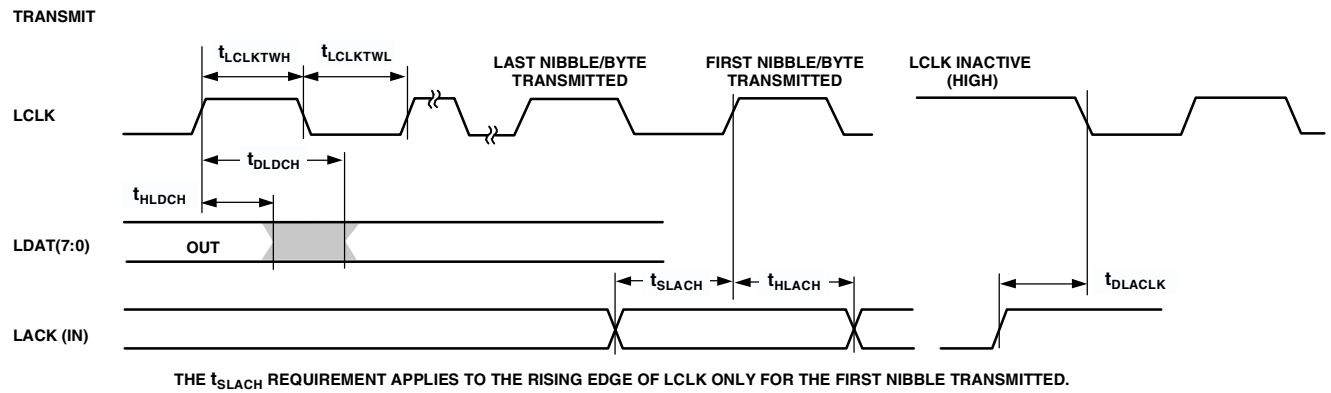 TRANSMIT
tLCLKTWH
tLCLKTWL
LAST NIBBLE/BYTE
TRANSMITTED
FIRST NIBBLE/BYTE
TRANSMITTED
LCLK INACTIVE
(HIGH)
LCLK
tDLDCH
tHLDCH
LDAT(7:0)
OUT
tSLACH
tHLACH
tDLACLK
LACK (IN)
THE tSLACH REQUIREMENT APPLIES TO THE RISING EDGE OF LCLK ONLY FOR THE FIRST NIBBLE TRANSMITTED.